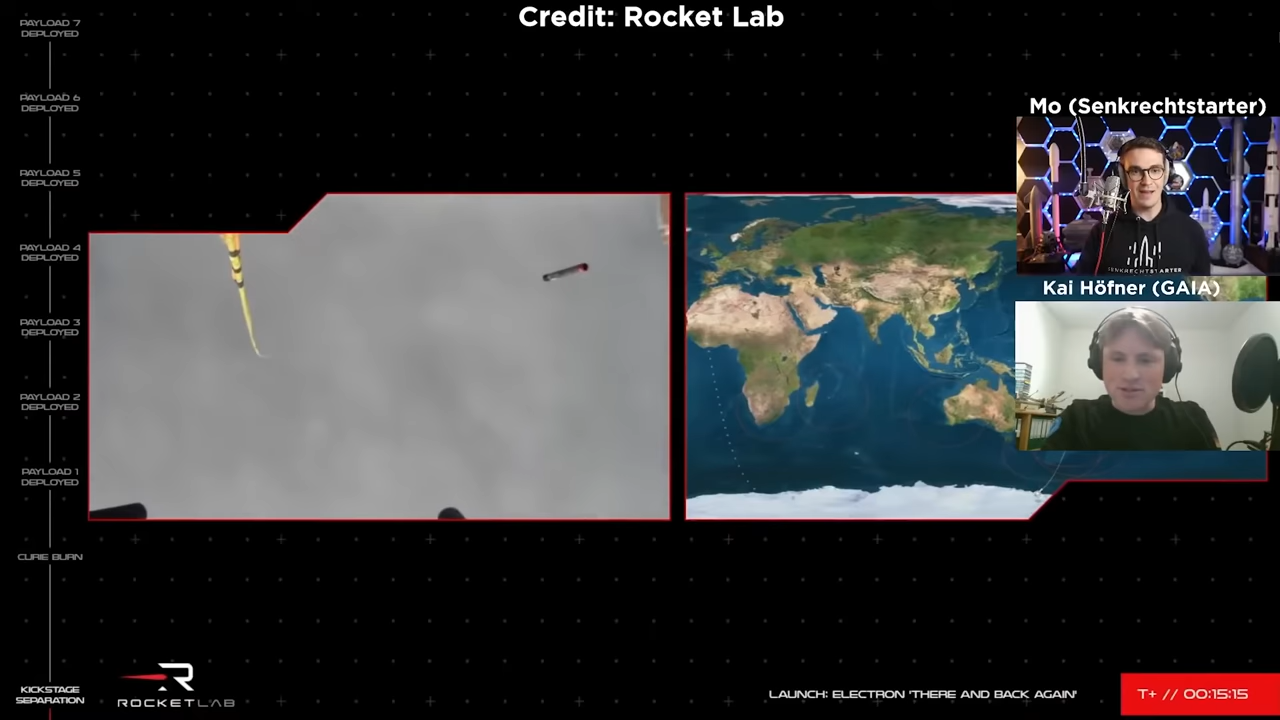 Credit: Rocket Lab
PAYLOAD 7
DEPLOYED
PAYLOAD 6
DEPLOYED
PAYLOAD 5
DEPLOYED
PAYLOAD 4
DEPLOYED
PAYLOAD 3
DEPLOYED
PAYLOAD 2
DEPLOYED
PAYLOAD 1
DEPLOYED
CURIE BURN
KICKSTAGE
SEPARATION
Mo (Senkrechtstarter)
SENKRECHTSTARTER
Kai Höfner (GAIA)
ROCKETLAB
LAUNCH: ELECTRON 'THERE AND BACK AGAIN'
T+ // 00:15:15